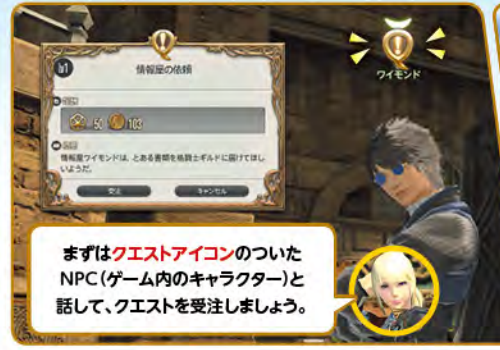 Lv1
情報屋の依頼
50 103
情報屋ワイモンドは、とある書類を格闘士ギルドに届けてほし
いようだ。
受注 キャンセル
ワイモンド
まずはクエストアイコンのついた
NPC(ゲーム内のキャラクター)と
話して、クエストを受注しましょう。